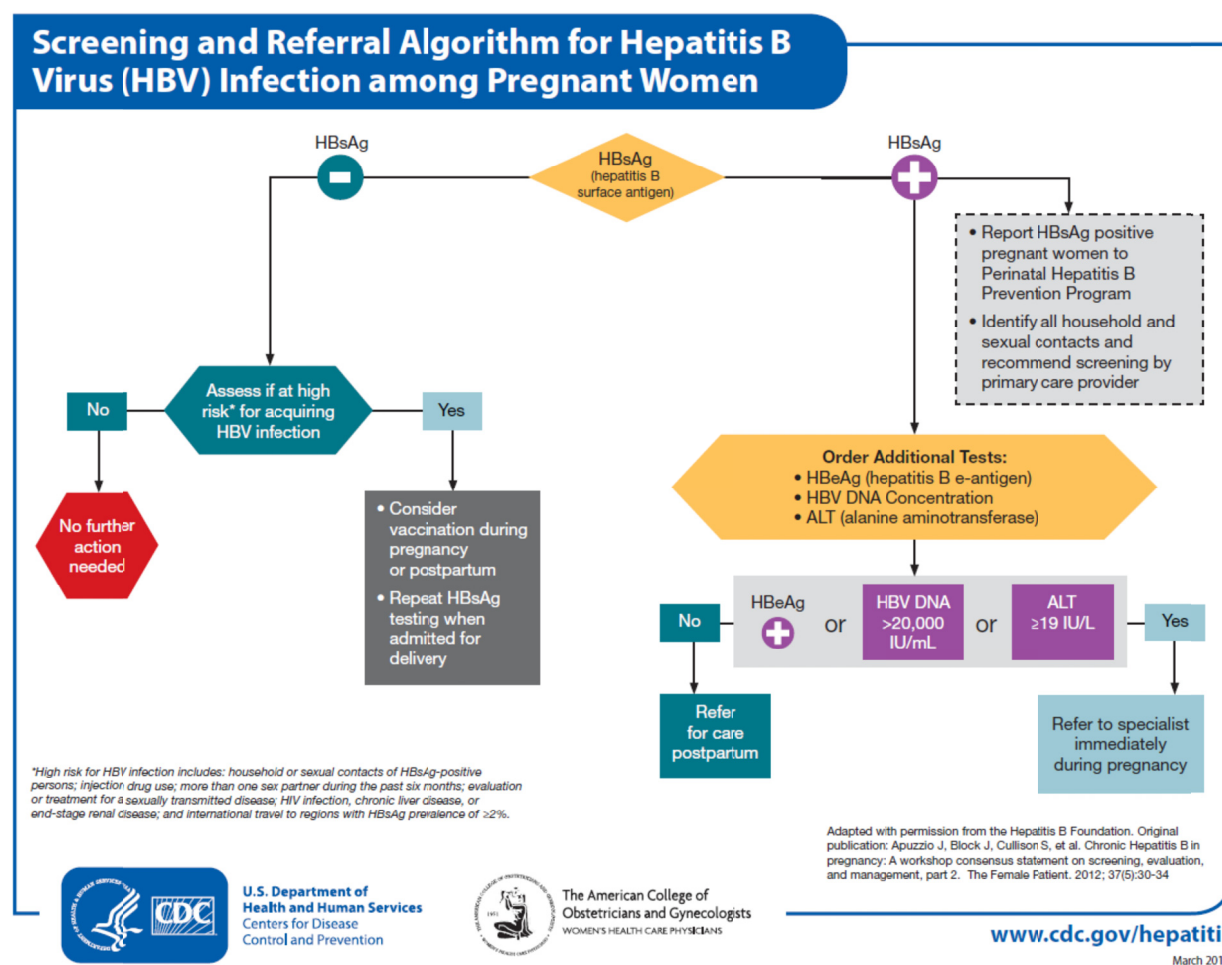 Screening and Referral Algorithm for Hepatitis B
Virus (HBV) Infection among Pregnant Women
HBsAg
HBsAg
(hepatitis B
surface antigen)
HBsAg
• Report HBsAg positive
pregnant women to
Perinatal Hepatitis B
Prevention Program
• Identify all household and
sexual contacts and
recommend screening by
primary care provider
Assess if at high
risk* for acquiring
HBV infection
No
Yes
No further
action
needed
• Consider
vaccination during
pregnancy
or postpartum
• Repeat HBsAg
testing when
admitted for
delivery
Order Additional Tests:
• HBeAg (hepatitis B e-antigen)
• HBV DNA Concentration
• ALT (alanine aminotransferase)
No
HBeAg
or
HBV DNA
>20,000
IU/mL
or
ALT
≥19 IU/L
Yes
Refer
for care
postpartum
Refer to specialist
immediately
during pregnancy
*High risk for HBV infection includes: household or sexual contacts of HBsAg-positive
persons; injection drug use; more than one sex partner during the past six months; evaluation
or treatment for a sexually transmitted disease; HIV infection, chronic liver disease, or
end-stage renal disease; and international travel to regions with HBsAg prevalence of ≥2%.
Adapted with permission from the Hepatitis B Foundation. Original
publication: Apuzzio J, Block J, Cullison S, et al. Chronic Hepatitis B in
pregnancy: A workshop consensus statement on screening, evaluation,
and management, part 2. The Female Patient. 2012; 37(5):30-34
CDC
U.S. Department of
Health and Human Services
Centers for Disease
Control and Prevention
The American College of
Obstetricians and Gynecologists
WOMEN'S HEALTH CARE PHYSICIANS
www.cdc.gov/hepatiti
March 201